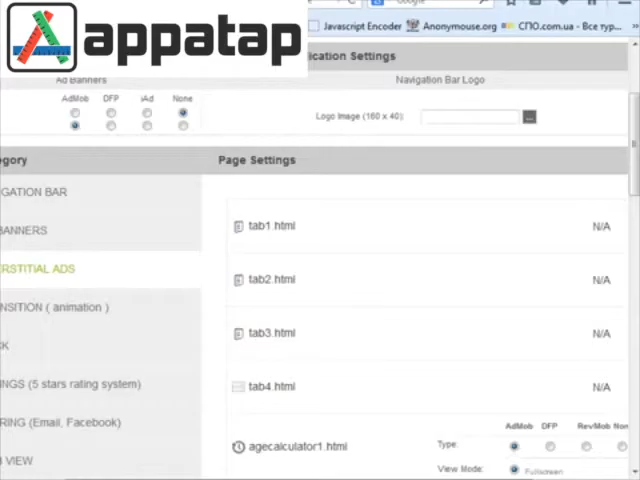 appatap
Google
Javascript Encoder
Anonymouse.org
СПО.com.ua - Все тур...
»
lication Settings
Ad Banners
Navigation Bar Logo
AdMob DFP iAd None
Logo Image (160 x 40):
...
egory
Page Settings
IGATION BAR
tab1.html N/A
BANNERS
ERSTITIAL ADS
tab2.html N/A
NSITION ( animation )
tab3.html N/A
CK
NGS (5 stars rating system)
tab4.html N/A
RING (Email, Facebook)
AdMob DFP RevMob Non
agecalculator1.html Type:
B VIEW
View Mode: Fullscreen